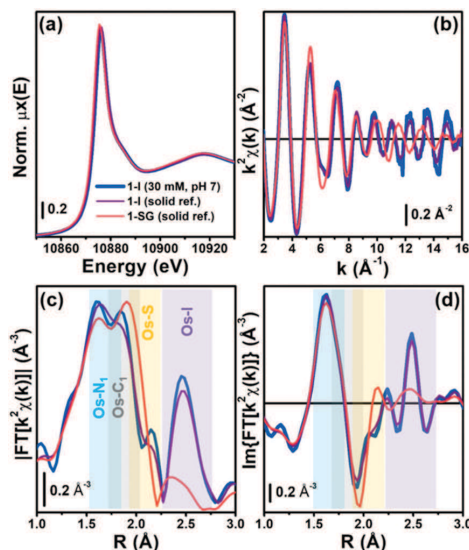 (a)
Norm. μx(E)
1-I (30 mM, pH 7)
1-I (solid ref.)
1-SG (solid ref.)
0.2
10860 10880 10900 10920
Energy (eV)
(b)
k²χ(k) (Å⁻²)
0.2 Å⁻²
2 4 6 8 10 12 14 16
k (Å⁻¹)
(c)
|FT[k²χ(k)]| (Å⁻³)
Os-N₁
Os-C₁
Os-S
Os-I
0.2 Å⁻³
1.0 1.5 2.0 2.5 3.0
R (Å)
(d)
Im{FT[k²χ(k)]} (Å⁻³)
0.2 Å⁻³
1.0 1.5 2.0 2.5 3.0
R (Å)